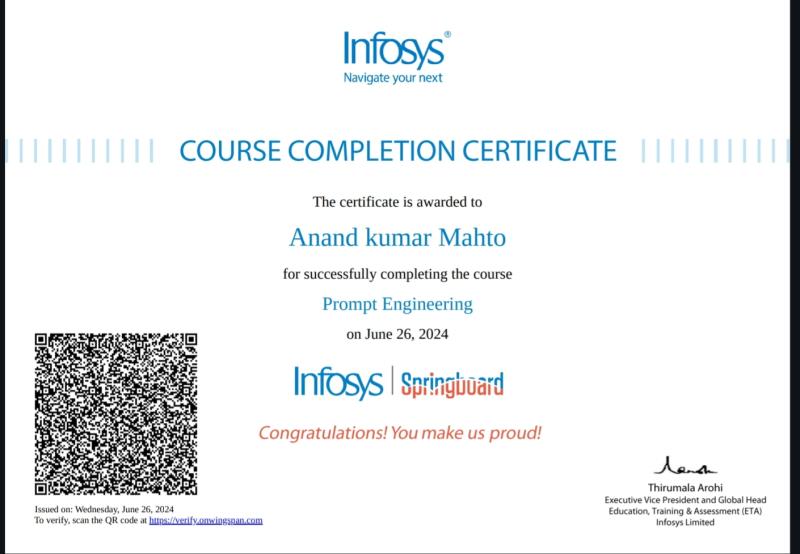 Infosys®
Navigate your next
COURSE COMPLETION CERTIFICATE
The certificate is awarded to
Anand kumar Mahto
for successfully completing the course
Prompt Engineering
on June 26, 2024
Infosys | Springboard
Congratulations! You make us proud!
Thirumala Arohi
Executive Vice President and Global Head
Education, Training & Assessment (ETA)
Infosys Limited
Issued on: Wednesday, June 26, 2024
To verify, scan the QR code at https://verify.onwingspan.com